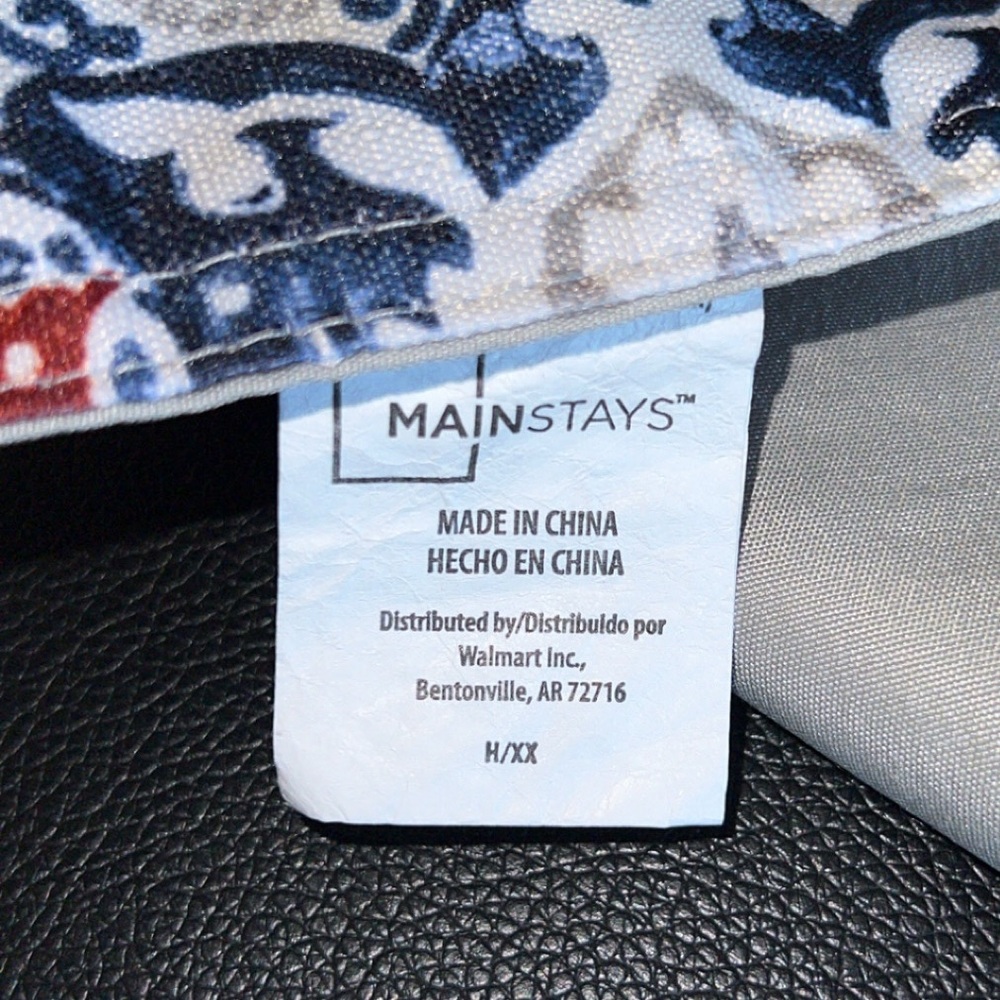 MAINSTAYS™
MADE IN CHINA
HECHO EN CHINA
Distributed by/Distribuido por
Walmart Inc.,
Bentonville, AR 72716
H/XX